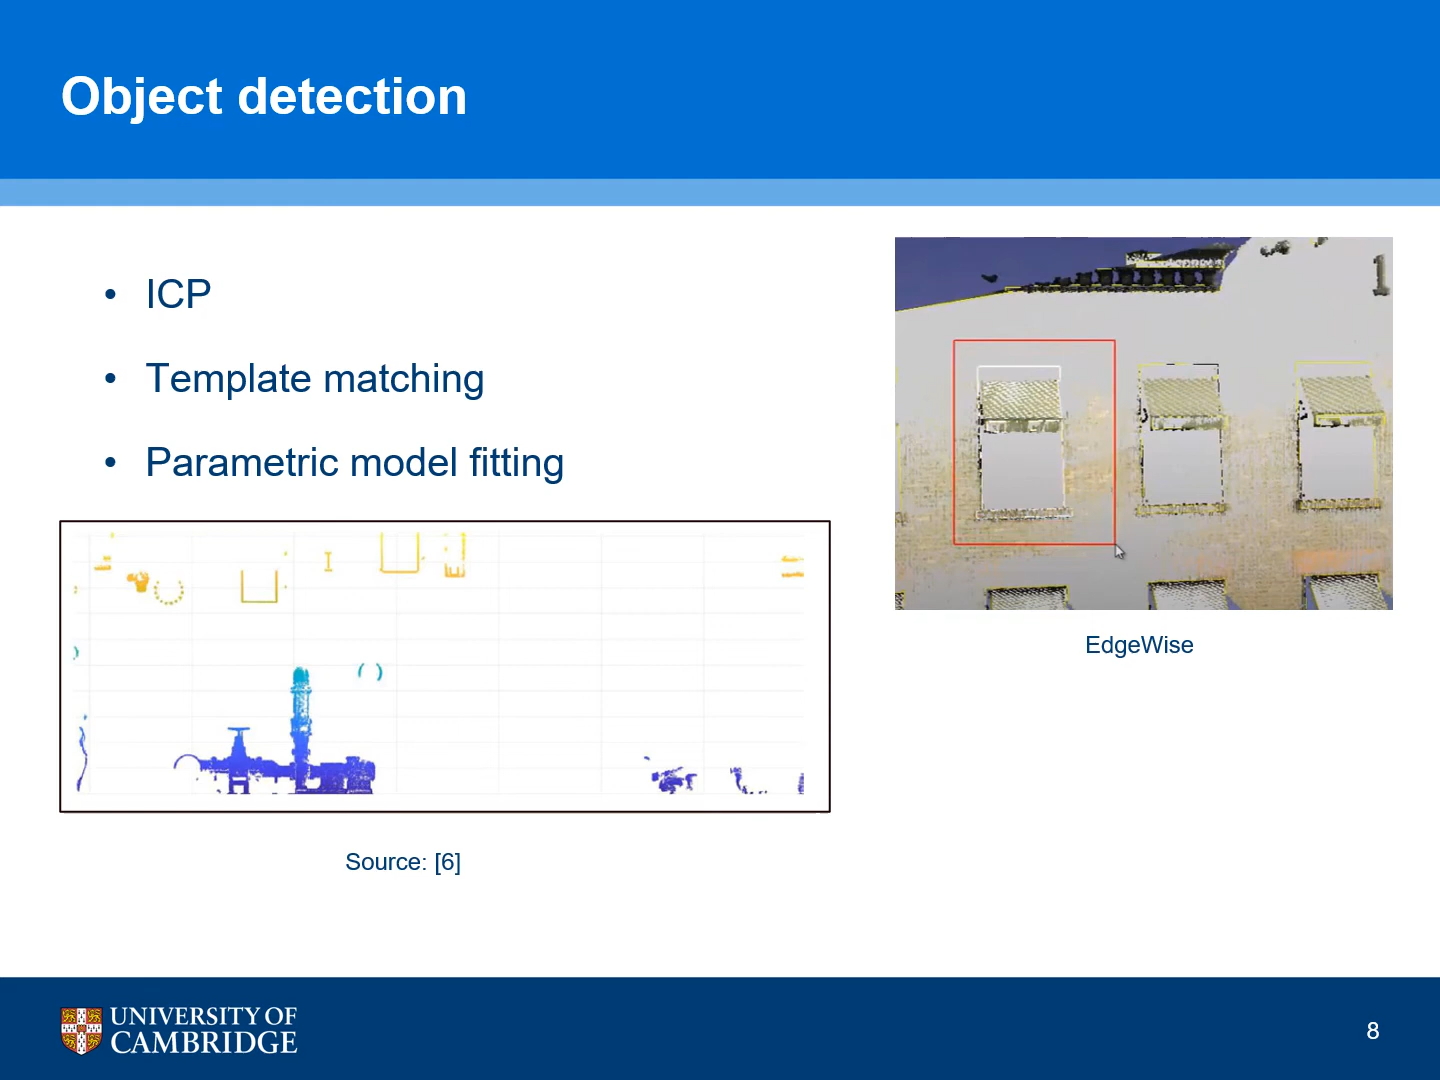 Object detection
• ICP
• Template matching
• Parametric model fitting
Source: [6]
EdgeWise
UNIVERSITY OF
CAMBRIDGE
8